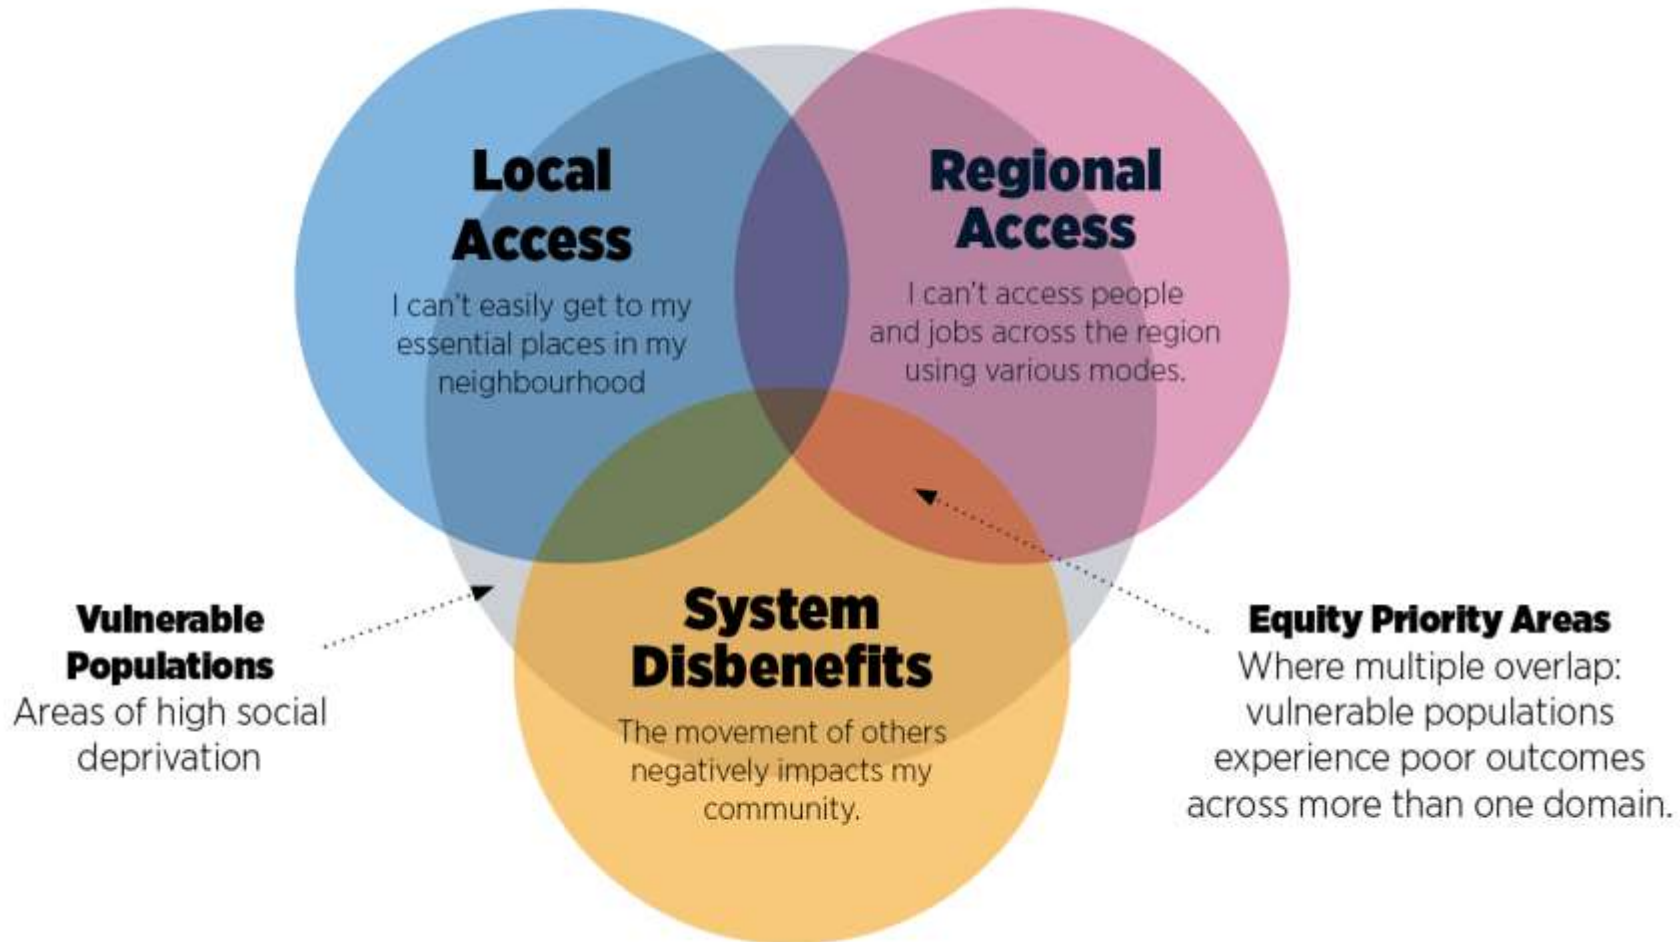 Local
Access
I can't easily get to my
essential places in my
neighbourhood
Regional
Access
I can't access people
and jobs across the region
using various modes.
System
Disbenefits
The movement of others
negatively impacts my
community.
Vulnerable
Populations
Areas of high social
deprivation
Equity Priority Areas
Where multiple overlap:
vulnerable populations
experience poor outcomes
across more than one domain.